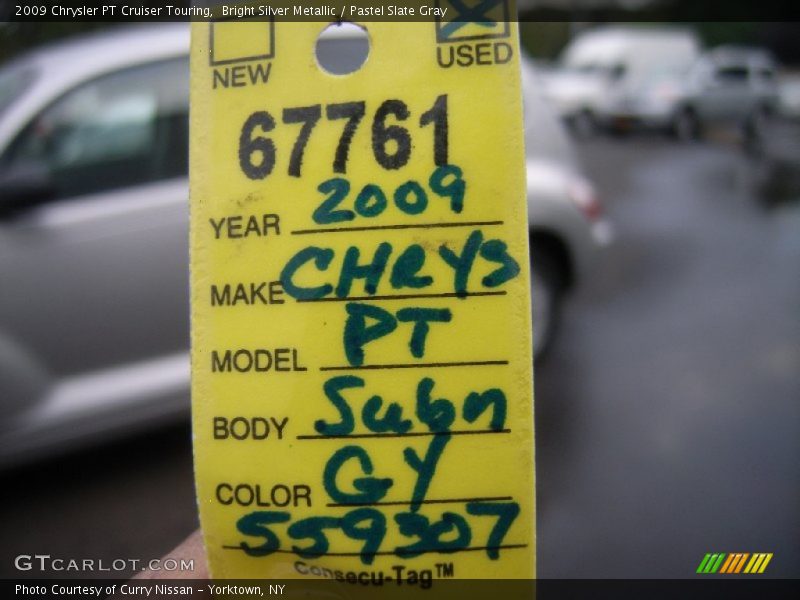 2009 Chrysler PT Cruiser Touring,  Bright Silver Metallic / Pastel Slate Gray
NEW USED
67761
YEAR 2009
MAKE CHRYS
MODEL PT
BODY Subn
COLOR GY
559307
Consecu-Tag™
GTCARLOT.COM
Photo Courtesy of Curry Nissan - Yorktown, NY